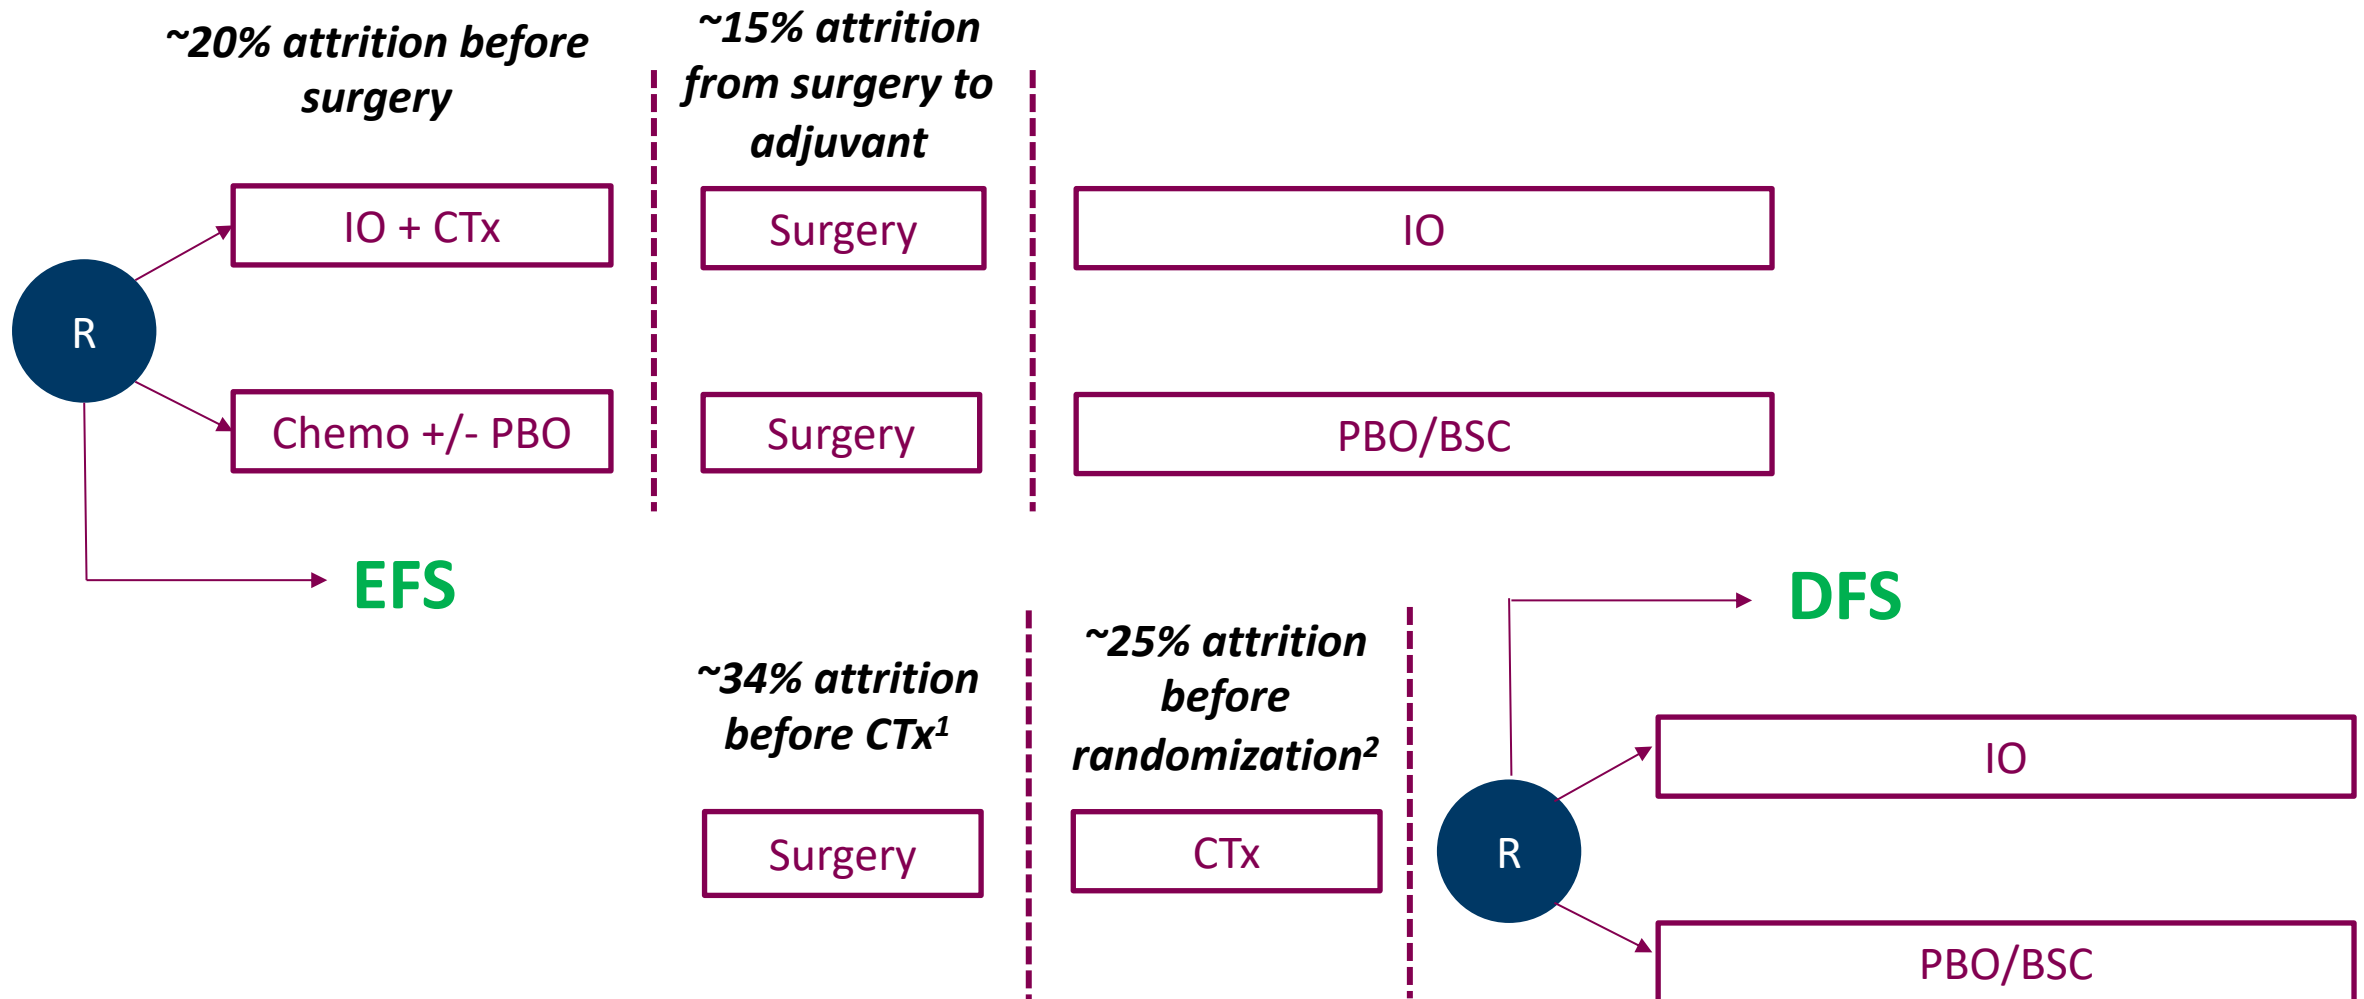 ~20% attrition before
surgery
~15% attrition
from surgery to
adjuvant
IO + CTx
Surgery
IO
R
Chemo +/- PBO
Surgery
PBO/BSC
EFS
DFS
~34% attrition
before CTx¹
~25% attrition
before
randomization²
Surgery
CTx
R
IO
PBO/BSC